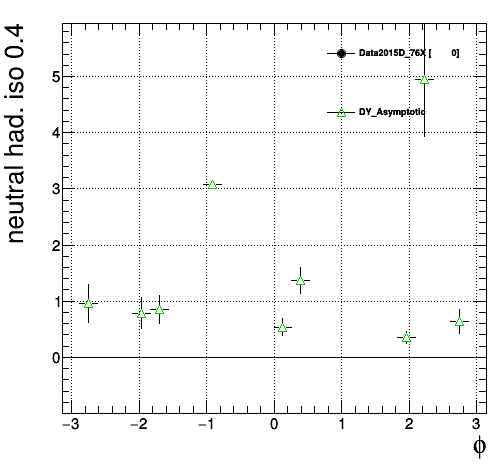 neutral had. iso 0.4
Data2015D_76X [ 0]
DY_Asymptotic
5
4
3
2
1
0
−3 −2 −1 0 1 2 3
ϕ